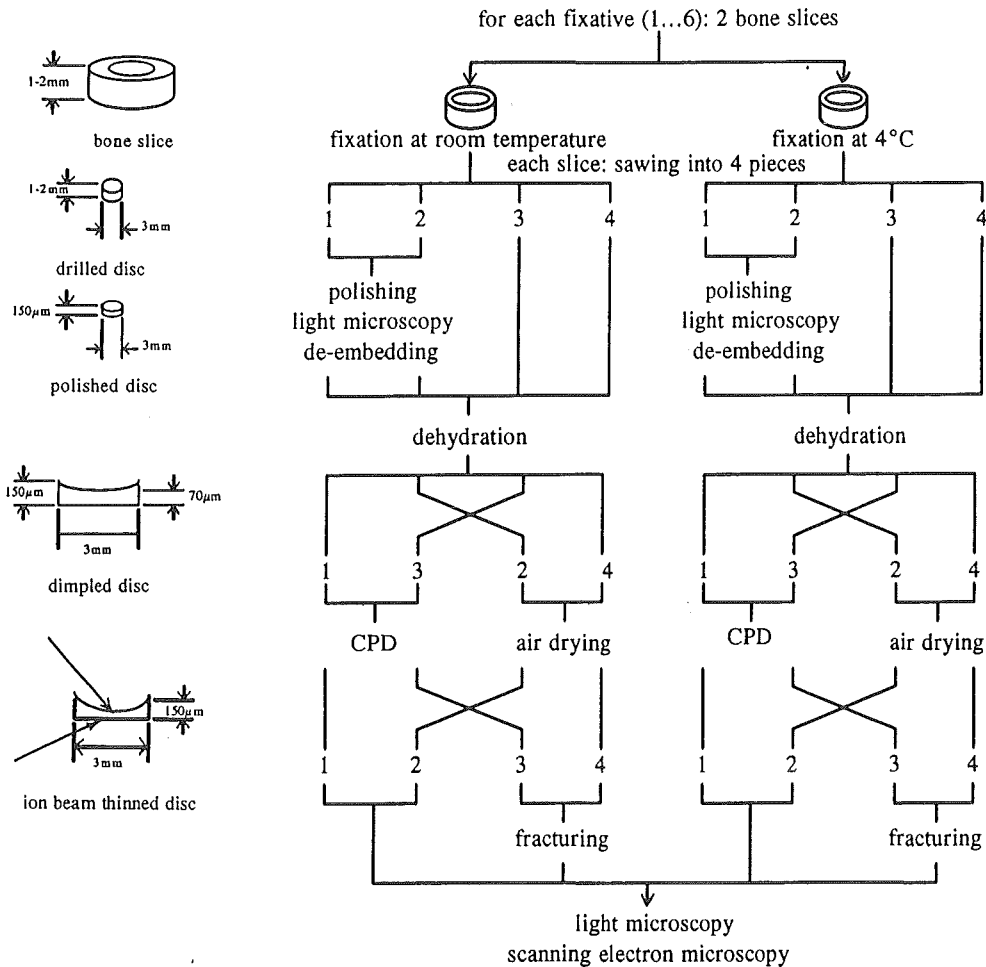 1-2mm
bone slice
1-2mm
3mm
drilled disc
150μm
3mm
polished disc
150μm
70μm
3mm
dimpled disc
150μm
3mm
ion beam thinned disc
for each fixative (1...6): 2 bone slices
fixation at room temperature
fixation at 4°C
each slice: sawing into 4 pieces
1 2 3 4
1 2 3 4
polishing
light microscopy
de-embedding
polishing
light microscopy
de-embedding
dehydration
dehydration
1 3 2 4
1 3 2 4
CPD
air drying
CPD
air drying
1 2 3 4
1 2 3 4
fracturing
fracturing
light microscopy
scanning electron microscopy